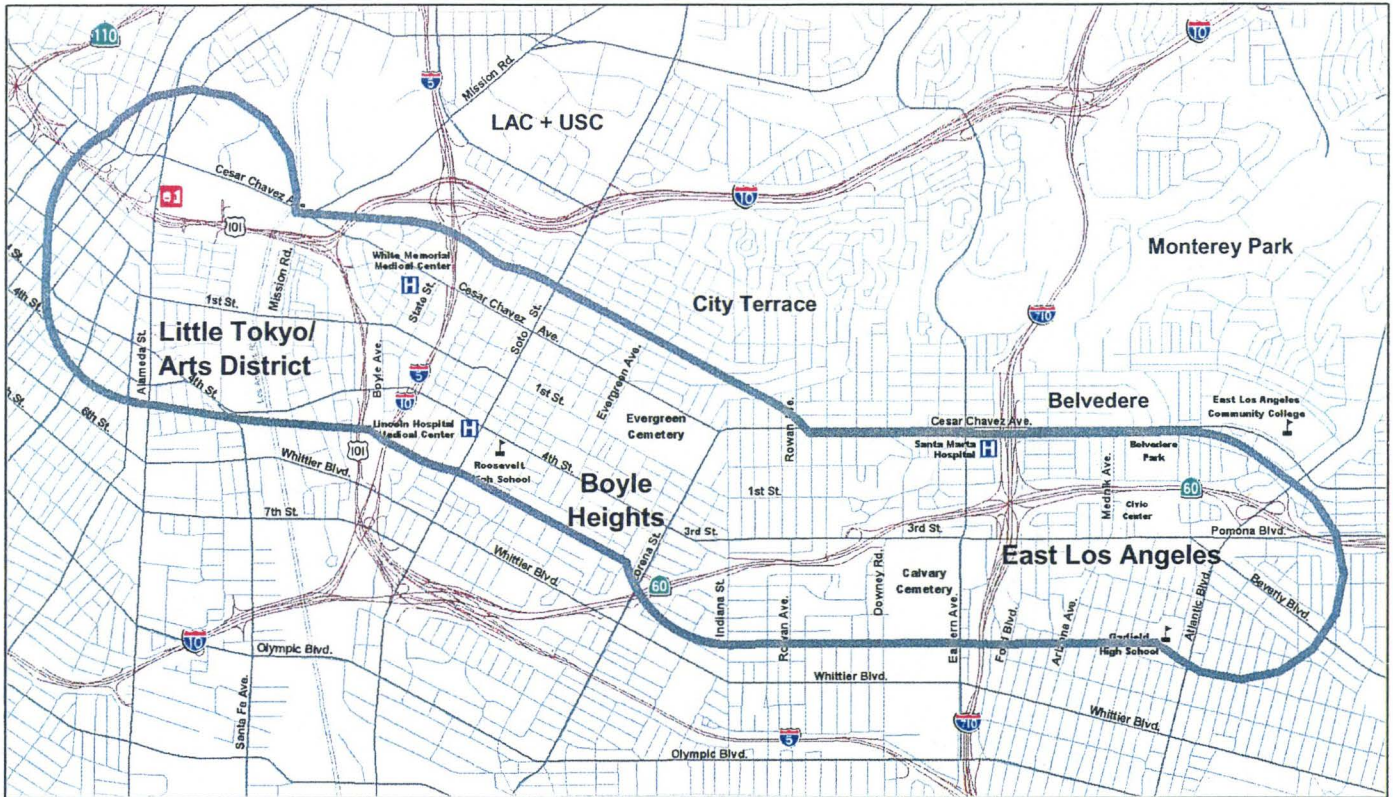 110
10
5
Mission Rd.
LAC + USC
Cesar Chavez Ave.
10
101
Monterey Park
White Memorial
Medical Center
H
Mission Rd.
State St.
Cesar Chavez Ave.
Soto St.
City Terrace
710
1st St.
4th St.
Little Tokyo/
Arts District
Alameda St.
4th St.
Boyle Ave.
5
10
1st St.
Evergreen Ave.
Evergreen
Cemetery
Rowan Ave.
Belvedere
East Los Angeles
Community College
Cesar Chavez Ave.
Santa Marta
Hospital
H
Belvedere
Park
6th St.
Lincoln Hospital
Medical Center
H
101
Whittier Blvd.
Roosevelt
High School
4th St.
Boyle
Heights
1st St.
Mednik Ave.
60
Civic
Center
7th St.
3rd St.
3rd St.
Pomona Blvd.
East Los Angeles
Whittier Blvd.
Lorena St.
60
Indiana St.
Rowan Ave.
Downey Rd.
Calvary
Cemetery
Eastern Ave.
Ford Blvd.
Arizona Ave.
Garfield
High School
Atlantic Blvd.
Beverly Blvd.
10
Olympic Blvd.
Santa Fe Ave.
Whittier Blvd.
Whittier Blvd.
710
5
Olympic Blvd.